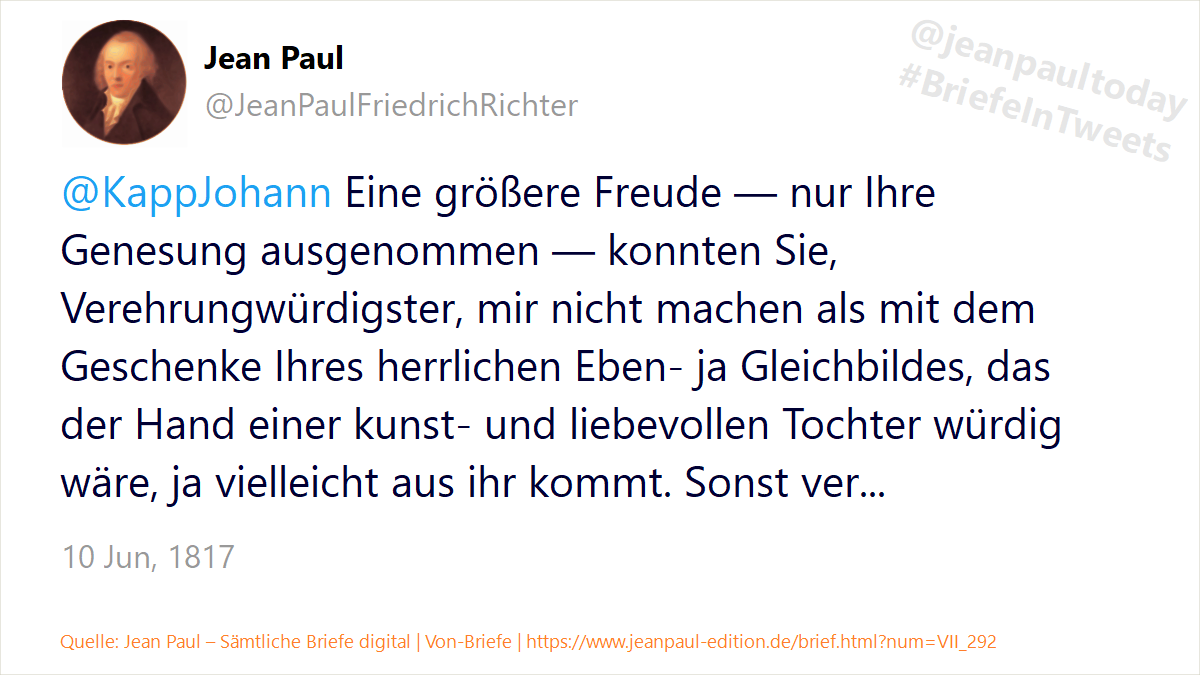 Jean Paul
@JeanPaulFriedrichRichter
@jeanpaultoday
#BriefeInTweets
@KappJohann Eine größere Freude — nur Ihre
Genesung ausgenommen — konnten Sie,
Verehrungwürdigster, mir nicht machen als mit dem
Geschenke Ihres herrlichen Eben- ja Gleichbildes, das
der Hand einer kunst- und liebevollen Tochter würdig
wäre, ja vielleicht aus ihr kommt. Sonst ver...
10 Jun, 1817
Quelle: Jean Paul – Sämtliche Briefe digital | Von-Briefe | https://www.jeanpaul-edition.de/brief.html?num=VII_292